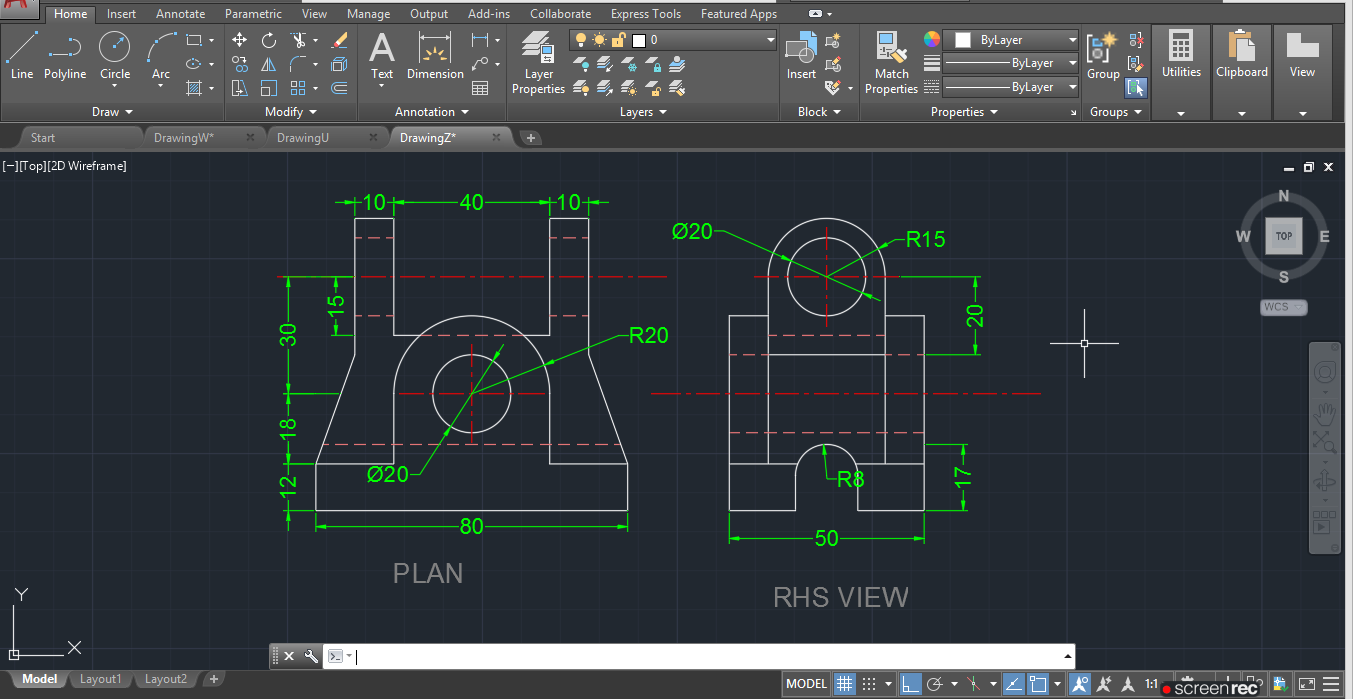 Home Insert Annotate Parametric View Manage Output Add-ins Collaborate Express Tools Featured Apps
Line Polyline Circle Arc
Text Dimension
Layer Properties
0
Insert
Match Properties
ByLayer
ByLayer
ByLayer
Group
Utilities Clipboard View
Draw Modify Annotation Layers Block Properties Groups
Start DrawingW* DrawingU DrawingZ*
[−][Top][2D Wireframe]
10 40 10
30 15 18 12
R20
Ø20
80
PLAN
Ø20 R15
20
R8
17
50
RHS VIEW
N
W TOP E
S
WCS
Y
X
Model Layout1 Layout2
MODEL 1:1
screenrec